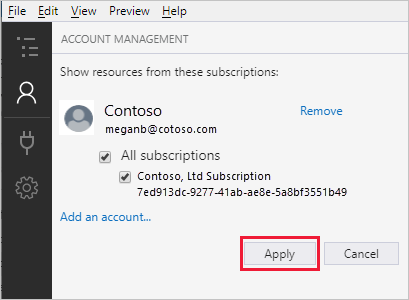 File Edit View Preview Help
ACCOUNT MANAGEMENT
Show resources from these subscriptions:
Contoso Remove
meganb@cotoso.com
All subscriptions
Contoso, Ltd Subscription
7ed913dc-9277-41ab-ae8e-5a8bf3551b49
Add an account...
Apply Cancel